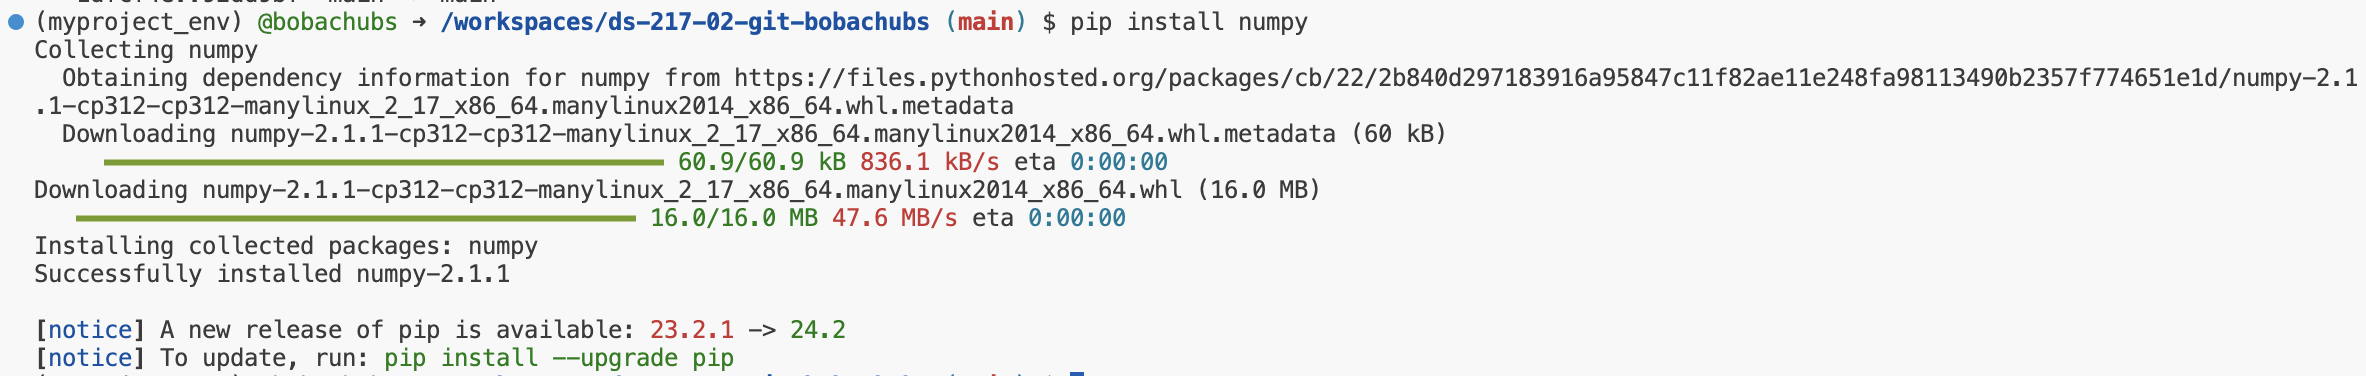 (myproject_env) @bobachubs → /workspaces/ds-217-02-git-bobachubs (main) $ pip install numpy
Collecting numpy
  Obtaining dependency information for numpy from https://files.pythonhosted.org/packages/cb/22/2b840d297183916a95847c11f82ae11e248fa98113490b2357f774651e1d/numpy-2.1
.1-cp312-cp312-manylinux_2_17_x86_64.manylinux2014_x86_64.whl.metadata
  Downloading numpy-2.1.1-cp312-cp312-manylinux_2_17_x86_64.manylinux2014_x86_64.whl.metadata (60 kB)
60.9/60.9 kB 836.1 kB/s eta 0:00:00
Downloading numpy-2.1.1-cp312-cp312-manylinux_2_17_x86_64.manylinux2014_x86_64.whl (16.0 MB)
16.0/16.0 MB 47.6 MB/s eta 0:00:00
Installing collected packages: numpy
Successfully installed numpy-2.1.1
[notice] A new release of pip is available: 23.2.1 -> 24.2
[notice] To update, run: pip install --upgrade pip